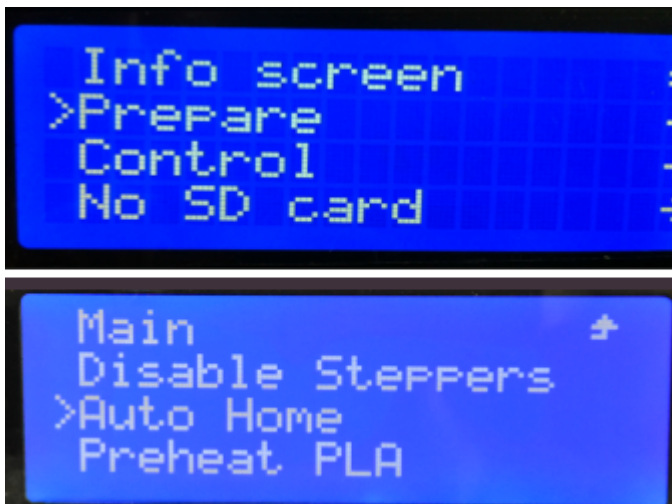 Info screen
>Prepare
Control
No SD card
Main
Disable Steppers
>Auto Home
Preheat PLA